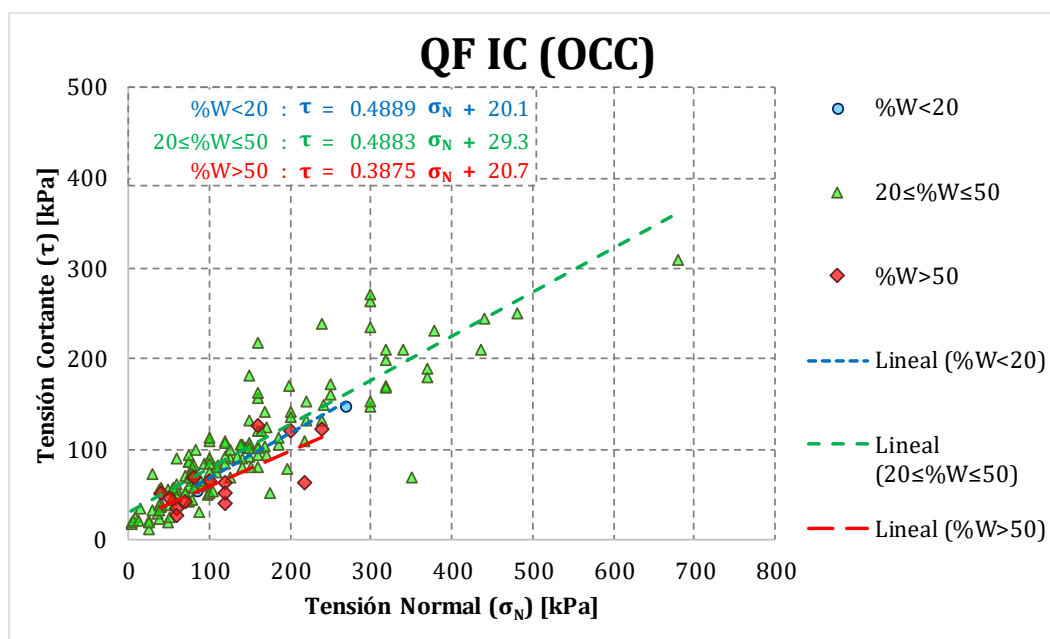 QF IC (OCC)
%W<20 : τ = 0.4889 σN + 20.1
20≤%W≤50 : τ = 0.4883 σN + 29.3
%W>50 : τ = 0.3875 σN + 20.7
500
400
300
200
100
0
Tensión Cortante (τ) [kPa]
0 100 200 300 400 500 600 700 800
Tensión Normal (σN) [kPa]
%W<20
20≤%W≤50
%W>50
Lineal (%W<20)
Lineal
(20≤%W≤50)
Lineal (%W>50)